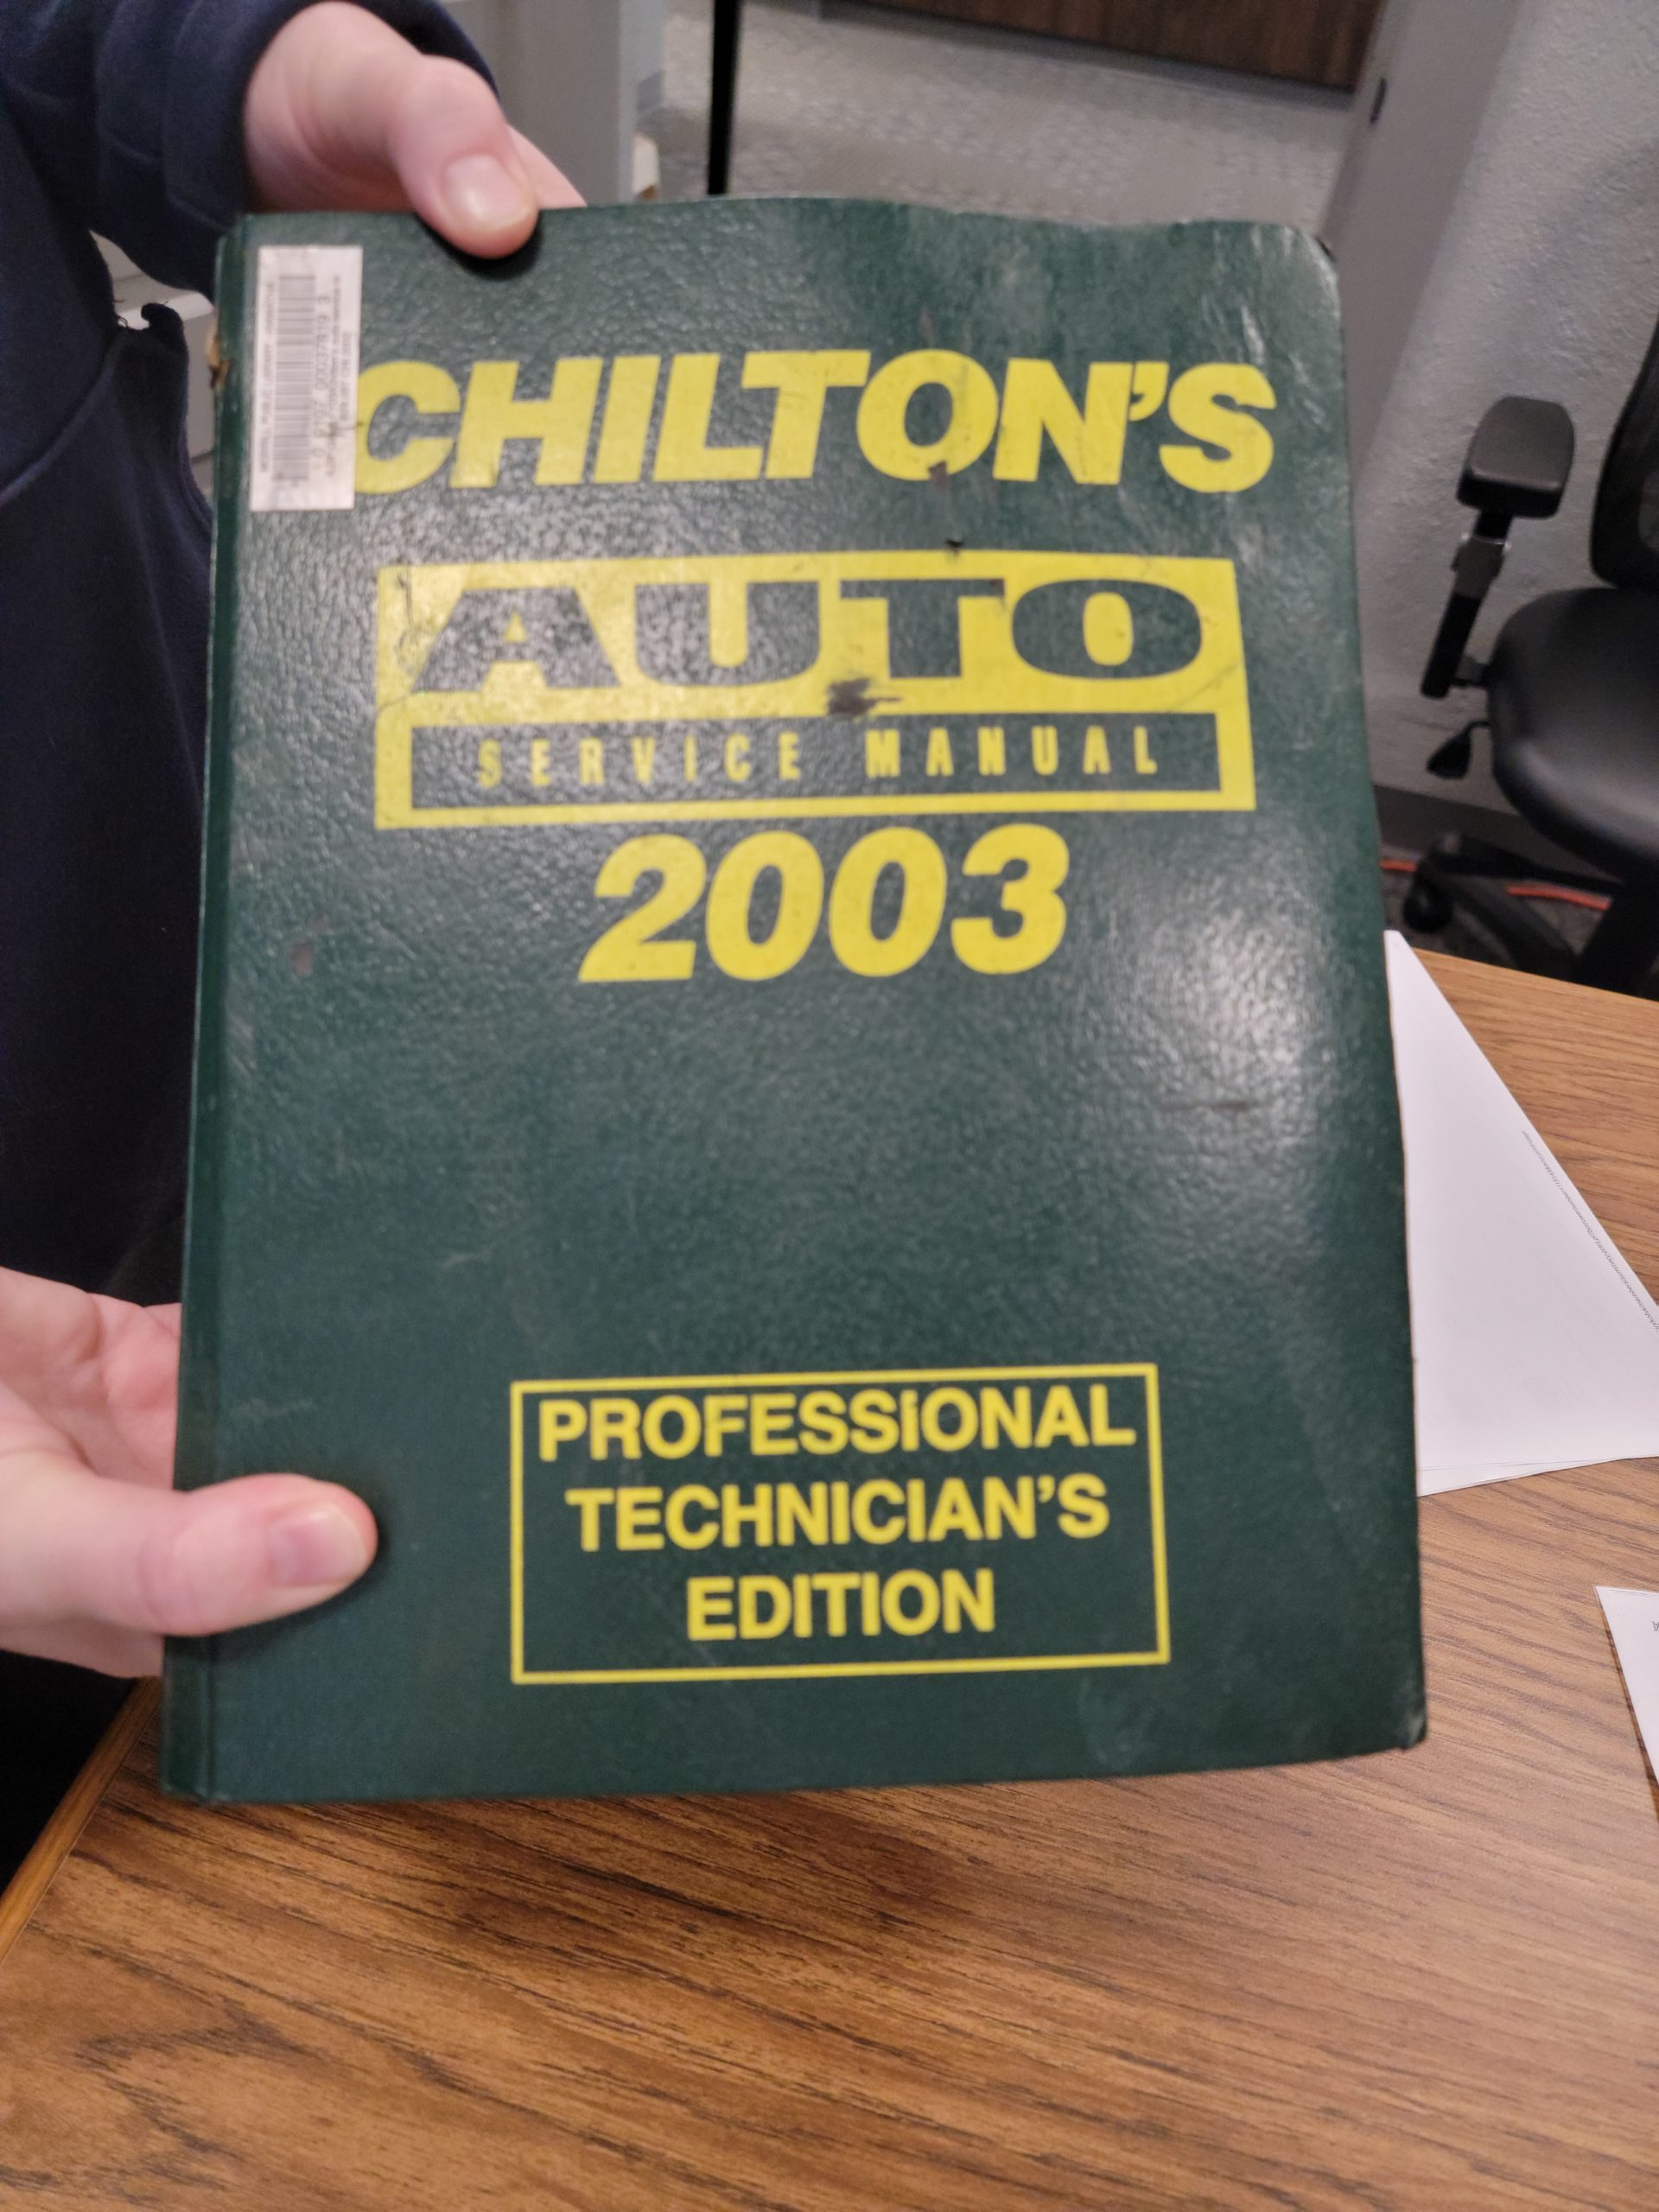 CHILTON'S
AUTO
SERVICE MANUAL
2003
PROFESSIONAL
TECHNICIAN'S
EDITION